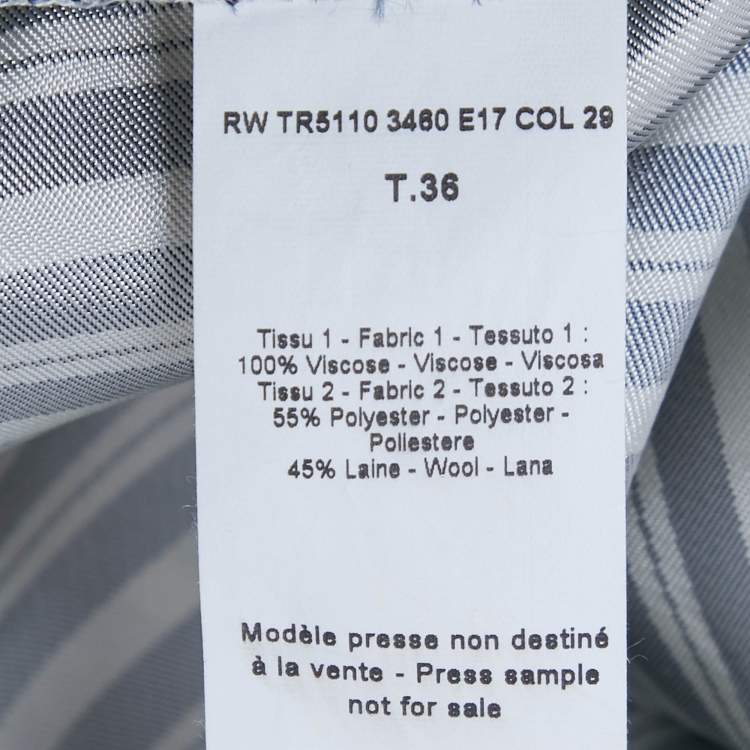 RW TR5110 3460 E17 COL 29
T.36
Tissu 1 - Fabric 1 - Tessuto 1 :
100% Viscose - Viscose - Viscosa
Tissu 2 - Fabric 2 - Tessuto 2 :
55% Polyester - Polyester -
Poliestere
45% Laine - Wool - Lana
Modèle presse non destiné
à la vente - Press sample
not for sale